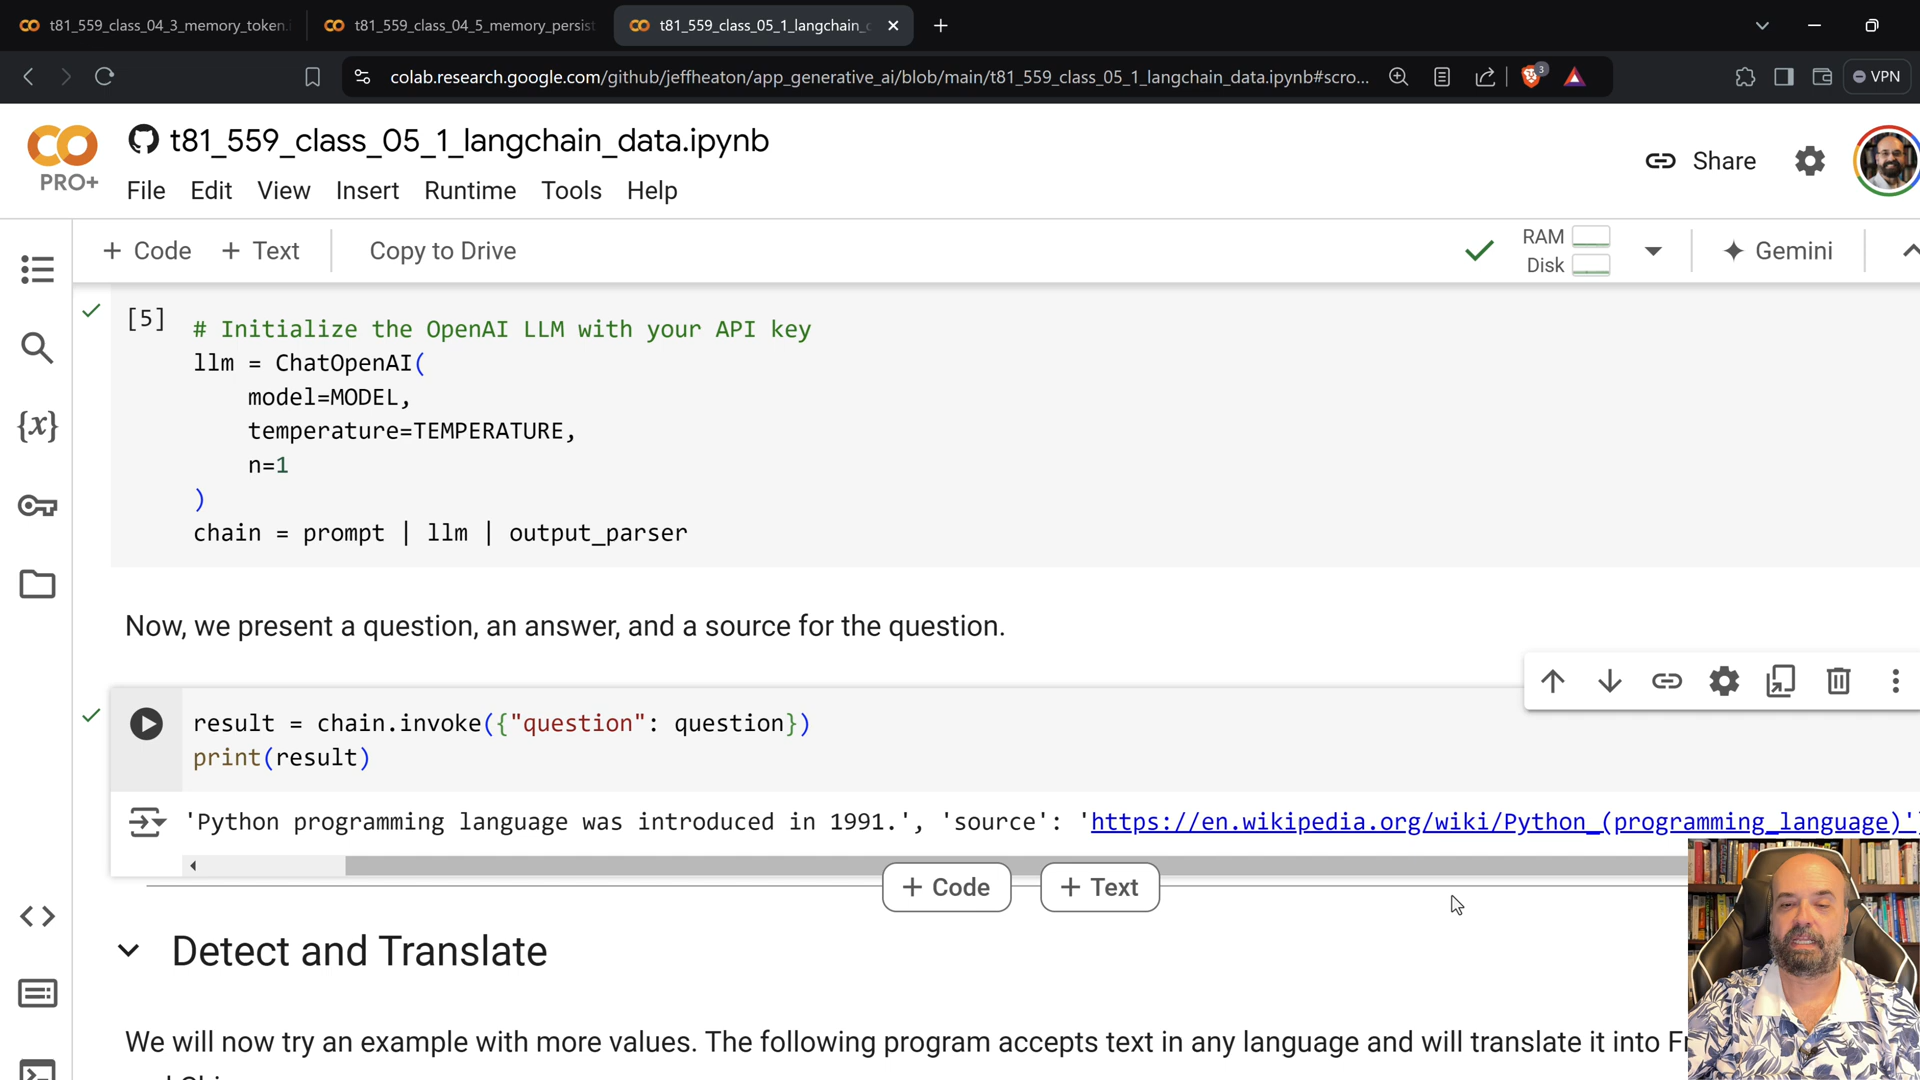 t81_559_class_04_3_memory_token.i
t81_559_class_04_5_memory_persist
t81_559_class_05_1_langchain_c
colab.research.google.com/github/jeffheaton/app_generative_ai/blob/main/t81_559_class_05_1_langchain_data.ipynb#scro...
3
VPN
PRO+
t81_559_class_05_1_langchain_data.ipynb
File Edit View Insert Runtime Tools Help
Share
+ Code + Text Copy to Drive
RAM
Disk
Gemini
[5]
# Initialize the OpenAI LLM with your API key
llm = ChatOpenAI(
model=MODEL,
temperature=TEMPERATURE,
n=1
)
chain = prompt | llm | output_parser
Now, we present a question, an answer, and a source for the question.
result = chain.invoke({"question": question})
print(result)
'Python programming language was introduced in 1991.', 'source': 'https://en.wikipedia.org/wiki/Python_(programming_language)'}
+ Code + Text
Detect and Translate
We will now try an example with more values. The following program accepts text in any language and will translate it into Fr